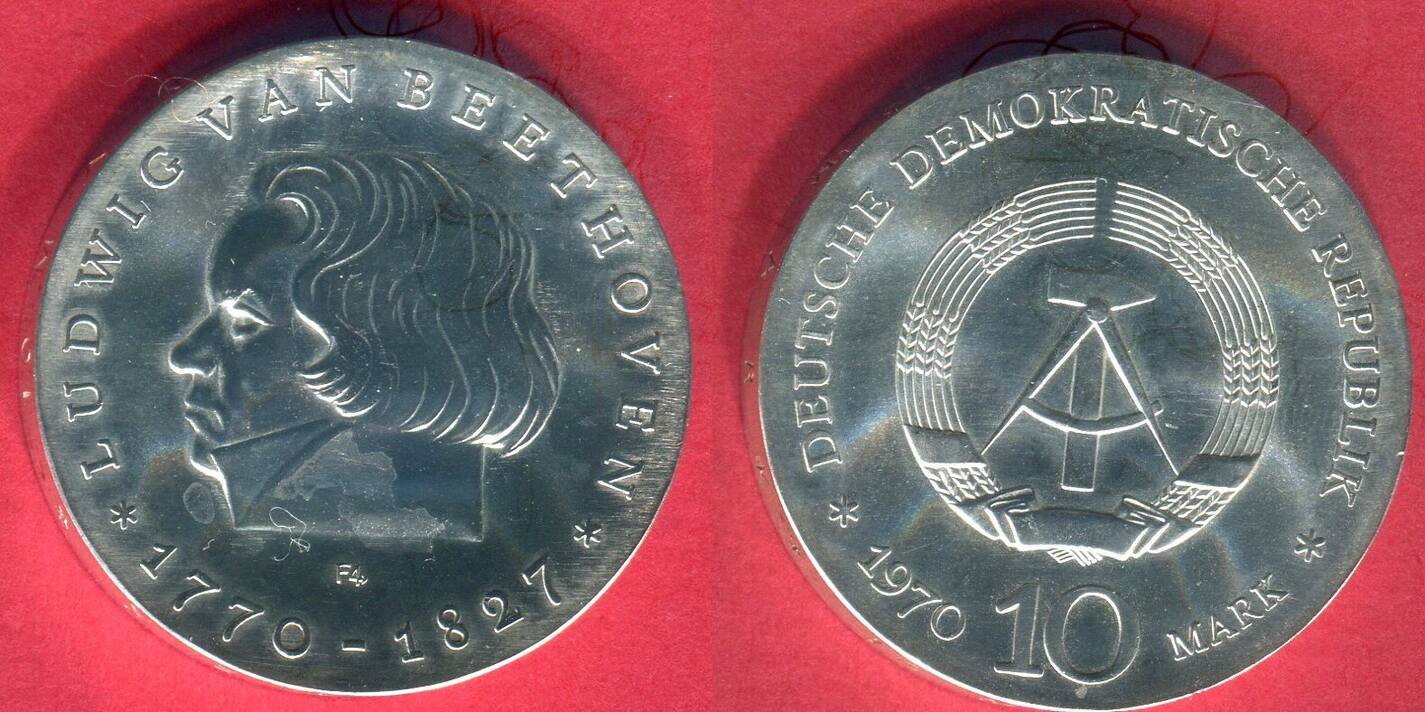 LUDWIG VAN BEETHOVEN
* 1770 - 1827 *
DEUTSCHE DEMOKRATISCHE REPUBLIK
* 1970 10 MARK *